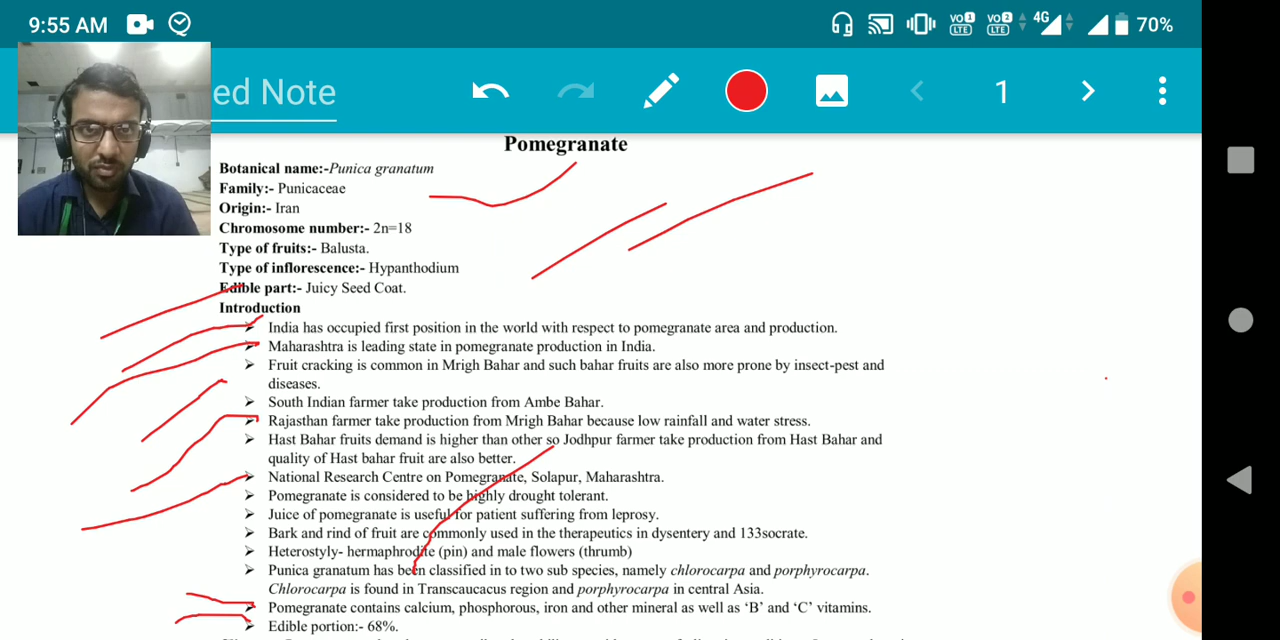 9:55 AM
VO 1 LTE
VO 2 LTE
4G
70%
ed Note
1
Pomegranate
Botanical name:-Punica granatum
Family:- Punicaceae
Origin:- Iran
Chromosome number:- 2n=18
Type of fruits:- Balusta.
Type of inflorescence:- Hypanthodium
Edible part:- Juicy Seed Coat.
Introduction
➢ India has occupied first position in the world with respect to pomegranate area and production.
➢ Maharashtra is leading state in pomegranate production in India.
➢ Fruit cracking is common in Mrigh Bahar and such bahar fruits are also more prone by insect-pest and
diseases.
➢ South Indian farmer take production from Ambe Bahar.
➢ Rajasthan farmer take production from Mrigh Bahar because low rainfall and water stress.
➢ Hast Bahar fruits demand is higher than other so Jodhpur farmer take production from Hast Bahar and
quality of Hast bahar fruit are also better.
➢ National Research Centre on Pomegranate, Solapur, Maharashtra.
➢ Pomegranate is considered to be highly drought tolerant.
➢ Juice of pomegranate is useful for patient suffering from leprosy.
➢ Bark and rind of fruit are commonly used in the therapeutics in dysentery and 133socrate.
➢ Heterostyly- hermaphrodite (pin) and male flowers (thrumb)
➢ Punica granatum has been classified in to two sub species, namely chlorocarpa and porphyrocarpa.
Chlorocarpa is found in Transcaucacus region and porphyrocarpa in central Asia.
➢ Pomegranate contains calcium, phosphorous, iron and other mineral as well as ‘B’ and ‘C’ vitamins.
➢ Edible portion:- 68%.